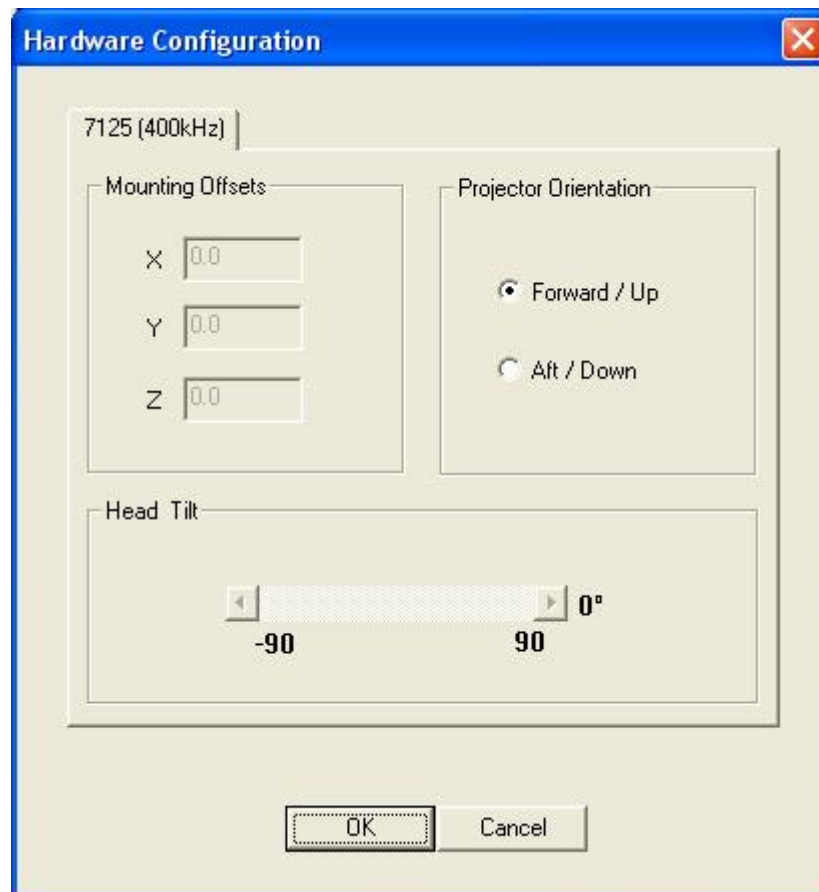 Hardware Configuration
7125 (400kHz)
Mounting Offsets
X 0.0
Y 0.0
Z 0.0
Projector Orientation
Forward / Up
Aft / Down
Head Tilt
0°
-90 90
OK Cancel